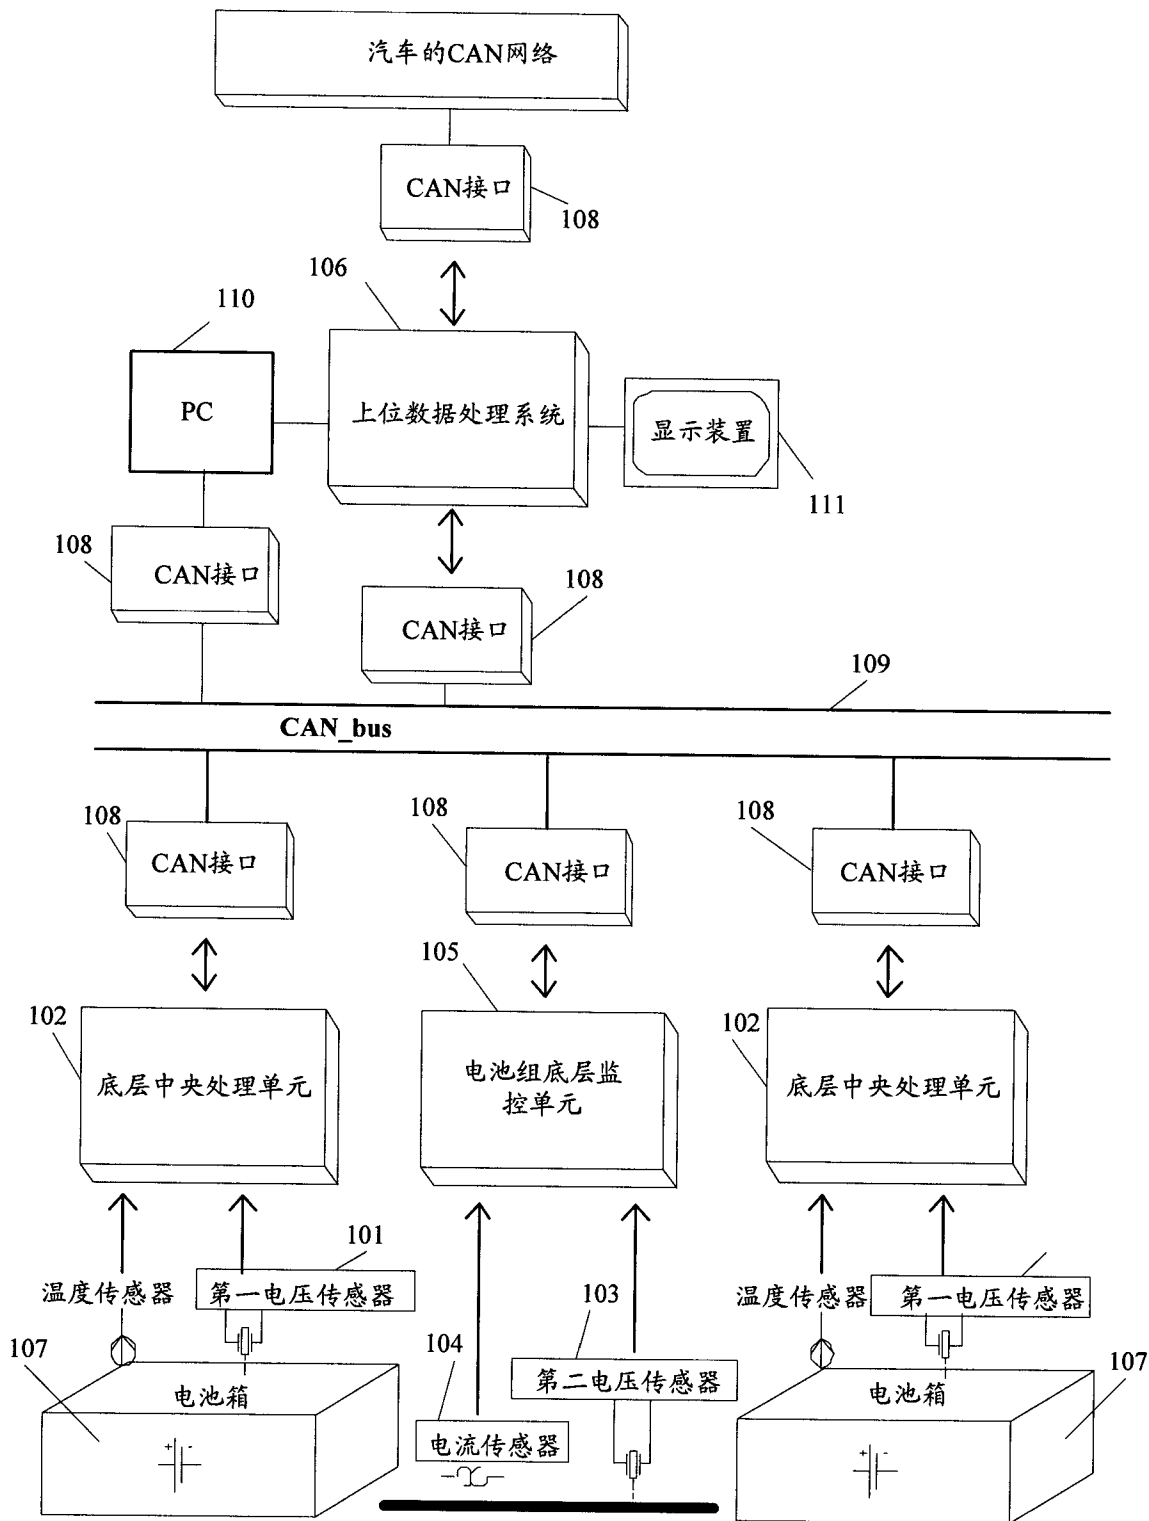 汽车的CAN网络
CAN接口
108
106
110
PC
上位数据处理系统
显示装置
111
108
CAN接口
108
CAN接口
109
CAN_bus
108
CAN接口
108
CAN接口
108
CAN接口
105
102
底层中央处理单元
电池组底层监
控单元
102
底层中央处理单元
101
温度传感器
第一电压传感器
103
温度传感器
第一电压传感器
107
104
第二电压传感器
107
电池箱
+ -
电流传感器
电池箱
+ -